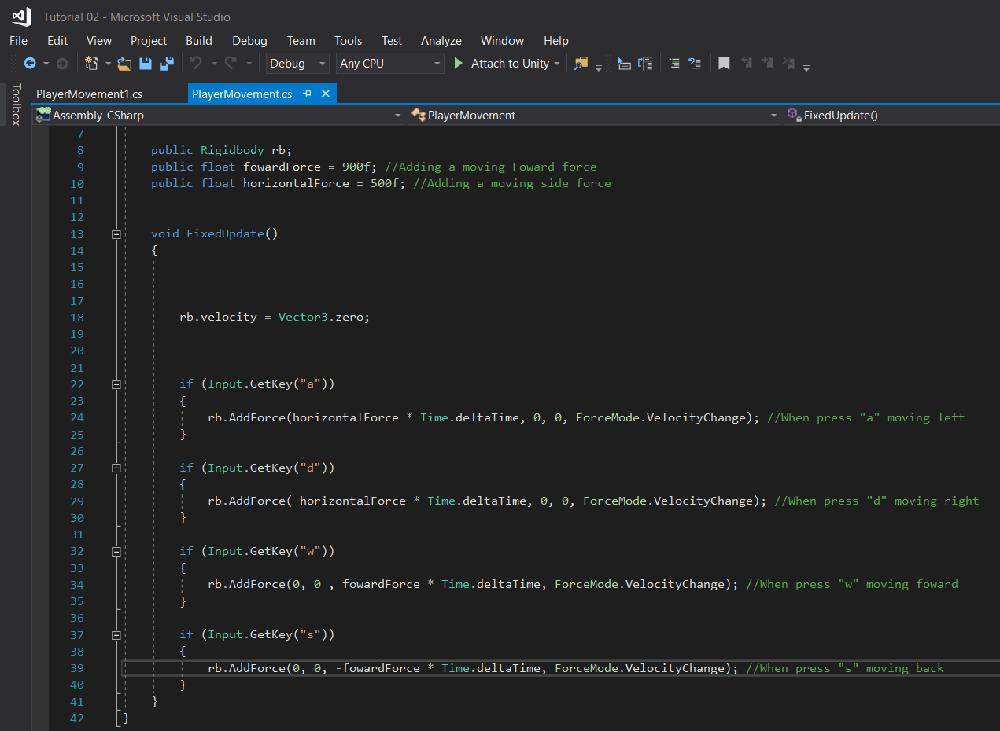 Tutorial 02 - Microsoft Visual Studio
File Edit View Project Build Debug Team Tools Test Analyze Window Help
Debug Any CPU Attach to Unity
Toolbox
PlayerMovement1.cs PlayerMovement.cs
Assembly-CSharp PlayerMovement FixedUpdate()
7
8 public Rigidbody rb;
9 public float fowardForce = 900f; //Adding a moving Foward force
10 public float horizontalForce = 500f; //Adding a moving side force
11
12
13 void FixedUpdate()
14 {
15
16
17
18 rb.velocity = Vector3.zero;
19
20
21
22 if (Input.GetKey("a"))
23 {
24 rb.AddForce(horizontalForce * Time.deltaTime, 0, 0, ForceMode.VelocityChange); //When press "a" moving left
25 }
26
27 if (Input.GetKey("d"))
28 {
29 rb.AddForce(-horizontalForce * Time.deltaTime, 0, 0, ForceMode.VelocityChange); //When press "d" moving right
30 }
31
32 if (Input.GetKey("w"))
33 {
34 rb.AddForce(0, 0 , fowardForce * Time.deltaTime, ForceMode.VelocityChange); //When press "w" moving foward
35 }
36
37 if (Input.GetKey("s"))
38 {
39 rb.AddForce(0, 0, -fowardForce * Time.deltaTime, ForceMode.VelocityChange); //When press "s" moving back
40 }
41 }
42 }